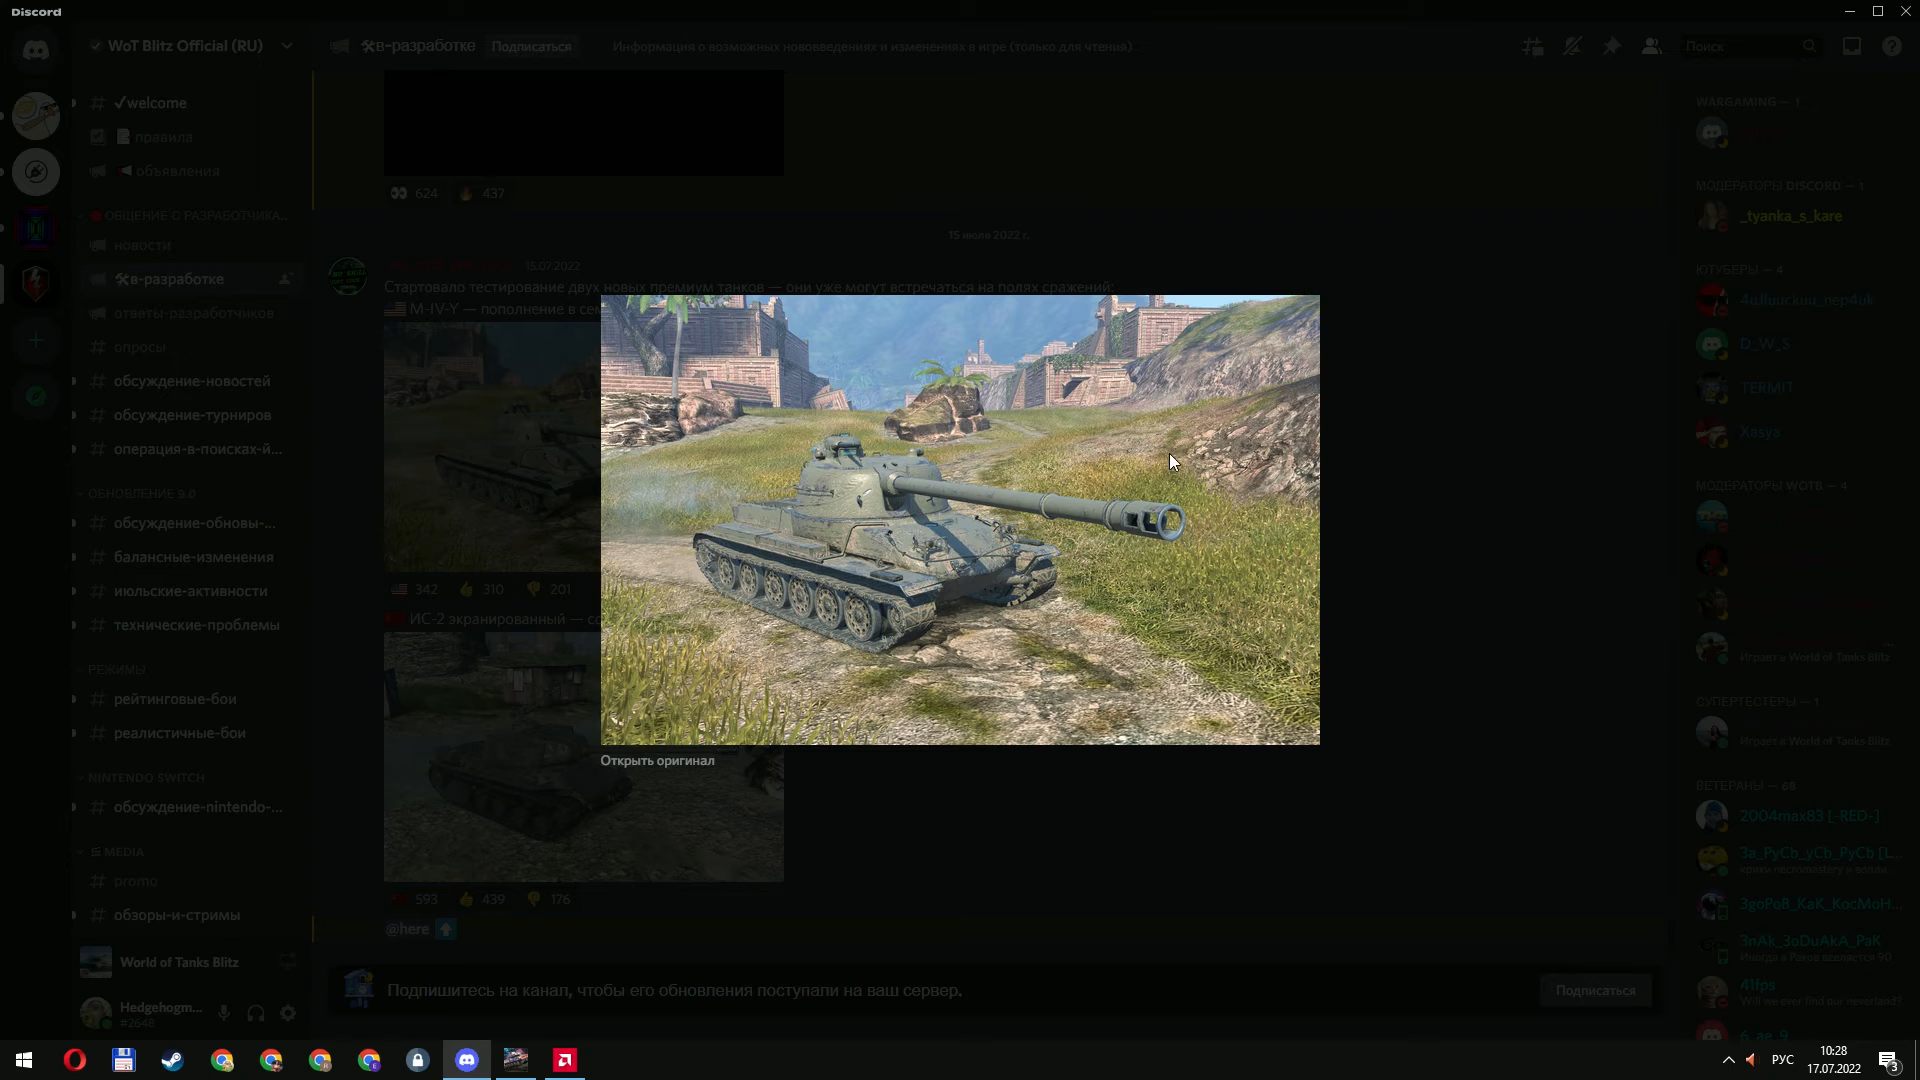 Discord
WoT Blitz Official (RU)
✓welcome
правила
объявления
ОБЩЕНИЕ С РАЗРАБОТЧИКА...
новости
🛠в-разработке
ответы-разработчиков
опросы
обсуждение-новостей
обсуждение-турниров
операция-в-поисках-й...
обсуждение-обновы-...
балансные-изменения
июльские-активности
технические-проблемы
РЕЖИМЫ
рейтинговые-бои
реалистичные-бои
NINTENDO SWITCH
обсуждение-nintendo-...
MEDIA
promo
обзоры-и-стримы
World of Tanks Blitz
Hedgehogm...
#2648
🛠в-разработке
Подписаться
Информация о возможных нововведениях и изменениях в игре (только для чтения)
Поиск
624
437
15 июля 2022 г.
15.07.2022
Стартовало тестирование двух новых премиум танков — они уже могут встречаться на полях сражений:
M-IV-Y — пополнение в сем
342
310
201
ИС-2 экранированный — со
Открыть оригинал
593
439
176
@here
Подпишитесь на канал, чтобы его обновления поступали на ваш сервер.
Подписаться
WARGAMING — 1
МОДЕРАТОРЫ DISCORD — 1
_tyanka_s_kare
ЮТУБЕРЫ — 4
D_W_S
TERMIT
Xasya
МОДЕРАТОРЫ WOTB — 4
Играет в World of Tanks Blitz
СУПЕРТЕСТЕРЫ — 1
Играет в World of Tanks Blitz
2004max83 [-RED-]
3a_PyCb_yCb_PyCb [L...
3goPoB_KaK_KocMoH...
3nAk_3oDuAkA_PaK
41fps
Will we ever find our neverland?
6_ae_9
РУС
10:28
17.07.2022
3